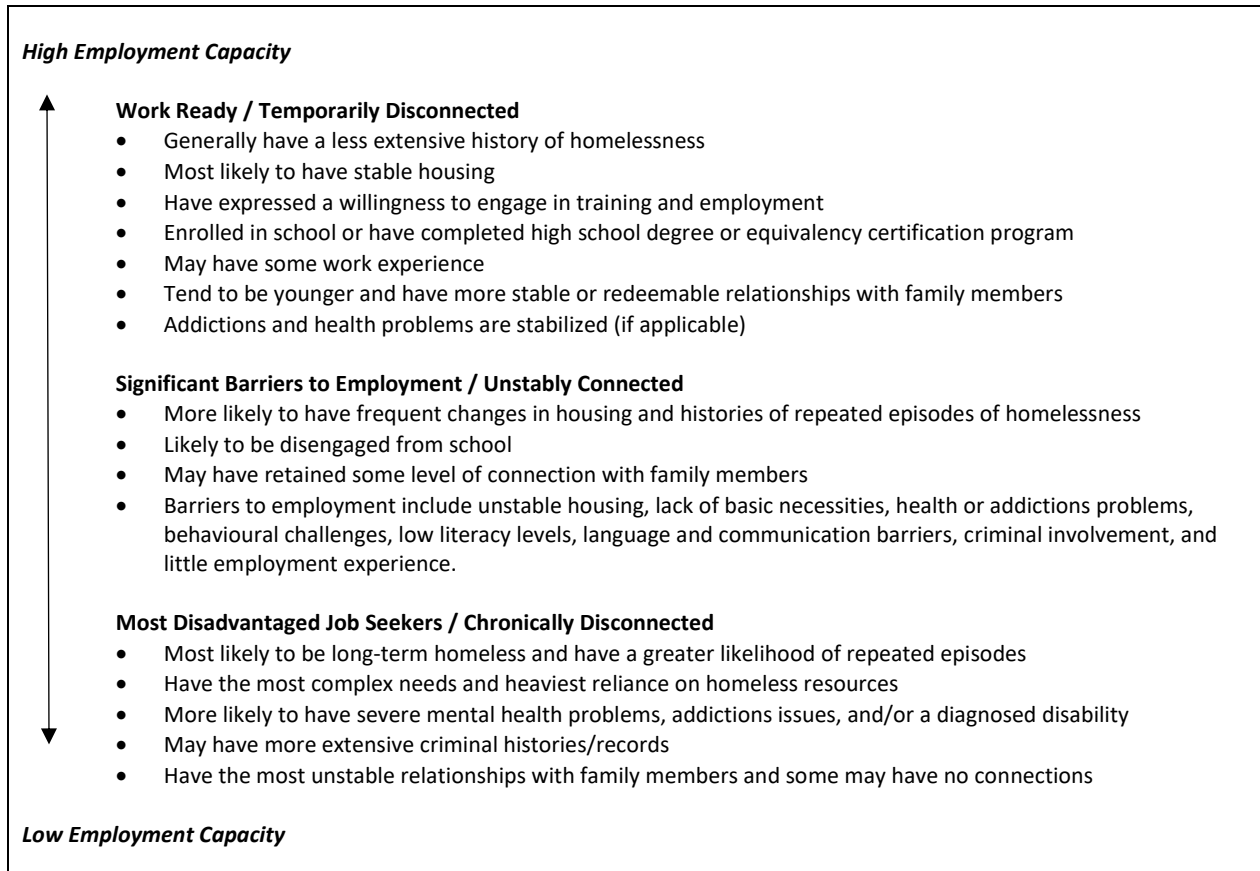 High Employment Capacity
Work Ready / Temporarily Disconnected
• Generally have a less extensive history of homelessness
• Most likely to have stable housing
• Have expressed a willingness to engage in training and employment
• Enrolled in school or have completed high school degree or equivalency certification program
• May have some work experience
• Tend to be younger and have more stable or redeemable relationships with family members
• Addictions and health problems are stabilized (if applicable)
Significant Barriers to Employment / Unstably Connected
• More likely to have frequent changes in housing and histories of repeated episodes of homelessness
• Likely to be disengaged from school
• May have retained some level of connection with family members
• Barriers to employment include unstable housing, lack of basic necessities, health or addictions problems,
behavioural challenges, low literacy levels, language and communication barriers, criminal involvement, and
little employment experience.
Most Disadvantaged Job Seekers / Chronically Disconnected
• Most likely to be long-term homeless and have a greater likelihood of repeated episodes
• Have the most complex needs and heaviest reliance on homeless resources
• More likely to have severe mental health problems, addictions issues, and/or a diagnosed disability
• May have more extensive criminal histories/records
• Have the most unstable relationships with family members and some may have no connections
Low Employment Capacity